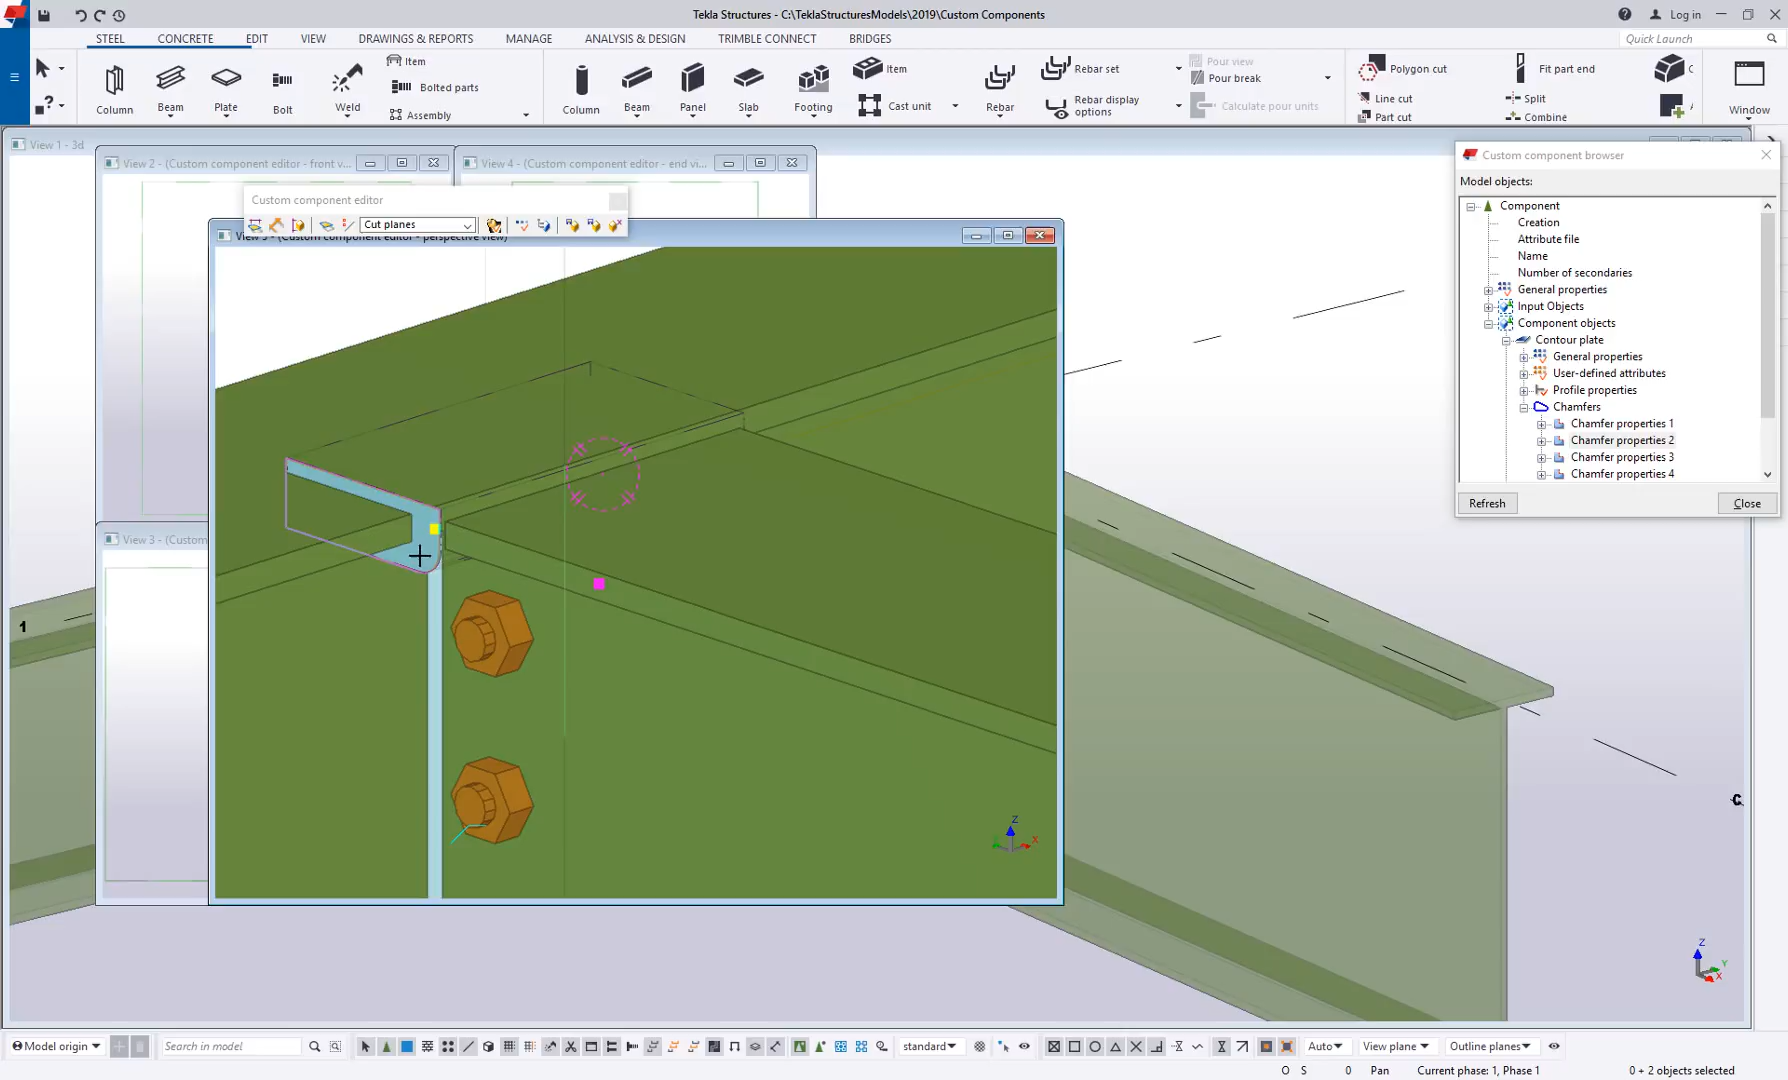 Tekla Structures - C:\TeklaStructuresModels\2019\Custom Components
Log in
STEEL
CONCRETE
EDIT
VIEW
DRAWINGS & REPORTS
MANAGE
ANALYSIS & DESIGN
TRIMBLE CONNECT
BRIDGES
Quick Launch
Column
Beam
Plate
Bolt
Weld
Item
Bolted parts
Assembly
Column
Beam
Panel
Slab
Footing
Item
Cast unit
Rebar
Rebar set
Rebar display
options
Pour view
Pour break
Calculate pour units
Polygon cut
Line cut
Part cut
Fit part end
Split
Combine
Window
View 1 - 3d
View 2 - (Custom component editor - front v...
View 4 - (Custom component editor - end vi...
Custom component editor
Cut planes
(Custom component editor - perspective view)
View 3 - (Custom
Custom component browser
Model objects:
Component
Creation
Attribute file
Name
Number of secondaries
General properties
Input Objects
Component objects
Contour plate
General properties
User-defined attributes
Profile properties
Chamfers
Chamfer properties 1
Chamfer properties 2
Chamfer properties 3
Chamfer properties 4
Refresh
Close
1
C
Z
X
Z
Y
X
Model origin
Search in model
standard
Auto
View plane
Outline planes
O S 0 Pan
Current phase: 1, Phase 1
0 + 2 objects selected